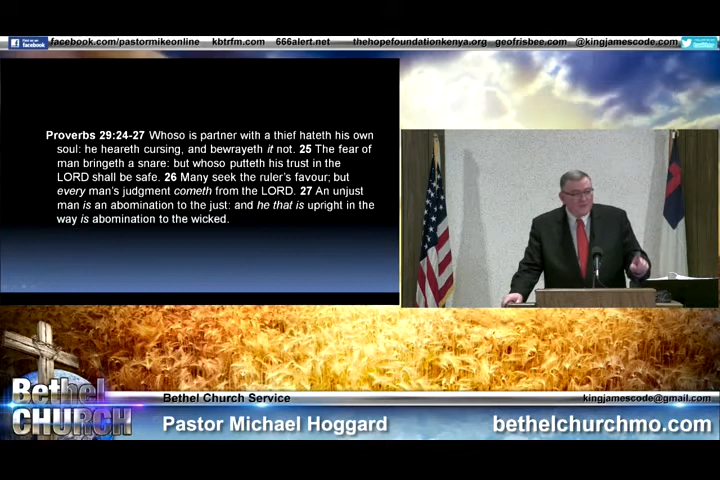 Find us on facebook facebook.com/pastormikeonline kbtrfm.com 666alert.net thehopefoundationkenya.org geofrisbee.com @kingjamescode.com
Proverbs 29:24-27 Whoso is partner with a thief hateth his own
soul: he heareth cursing, and bewrayeth it not. 25 The fear of
man bringeth a snare: but whoso putteth his trust in the
LORD shall be safe. 26 Many seek the ruler's favour; but
every man's judgment cometh from the LORD. 27 An unjust
man is an abomination to the just: and he that is upright in the
way is abomination to the wicked.
Bethel
CHURCH
Bethel Church Service kingjamescode@gmail.com
Pastor Michael Hoggard bethelchurchmo.com